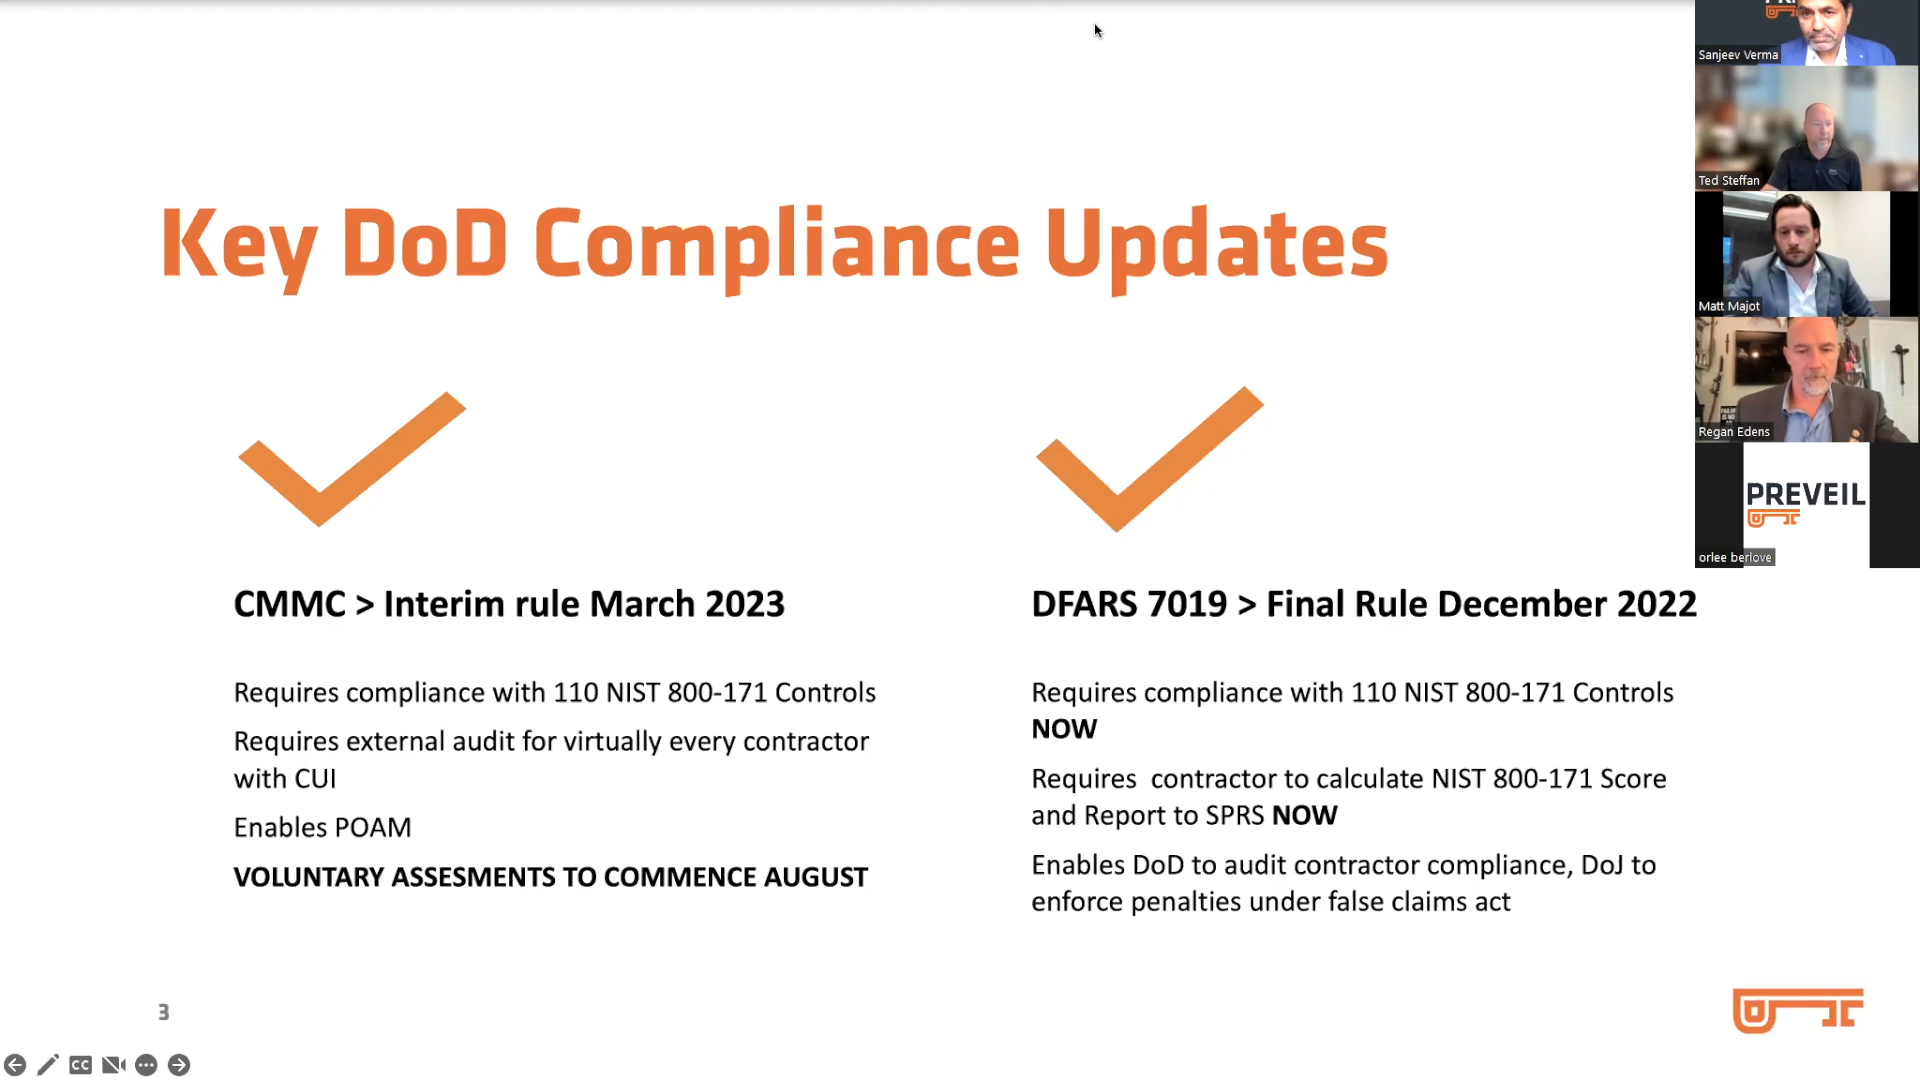 Key DoD Compliance Updates
CMMC > Interim rule March 2023
Requires compliance with 110 NIST 800-171 Controls
Requires external audit for virtually every contractor
with CUI
Enables POAM
VOLUNTARY ASSESMENTS TO COMMENCE AUGUST
DFARS 7019 > Final Rule December 2022
Requires compliance with 110 NIST 800-171 Controls
NOW
Requires contractor to calculate NIST 800-171 Score
and Report to SPRS NOW
Enables DoD to audit contractor compliance, DoJ to
enforce penalties under false claims act
3
CC
Sanjeev Verma
Ted Steffan
Matt Majot
Regan Edens
PREVEIL
orlee berlove